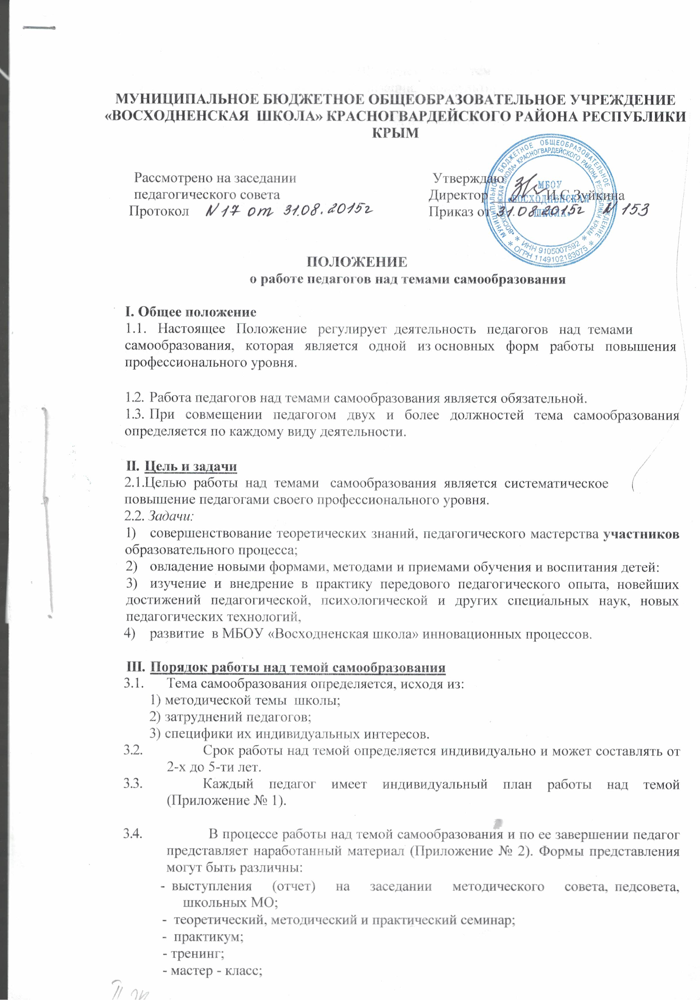 МУНИЦИПАЛЬНОЕ БЮДЖЕТНОЕ ОБЩЕОБРАЗОВАТЕЛЬНОЕ УЧРЕЖДЕНИЕ
«ВОСХОДНЕНСКАЯ ШКОЛА» КРАСНОГВАРДЕЙСКОГО РАЙОНА РЕСПУБЛИКИ
КРЫМ
Рассмотрено на заседании
педагогического совета
Протокол N 17 от 31.08.2015г
Утверждаю
Директор И.С.Зуйкина
Приказ от 31.08.2015г N 153
МУНИЦИПАЛЬНОЕ БЮДЖЕТНОЕ ОБЩЕОБРАЗОВАТЕЛЬНОЕ УЧРЕЖДЕНИЕ
«ВОСХОДНЕНСКАЯ ШКОЛА» КРАСНОГВАРДЕЙСКОГО РАЙОНА РЕСПУБЛИКИ КРЫМ
* ИНН 9105007592 *
* ОГРН 1149102183075 *
МБОУ
«ВОСХОДНЕНСКАЯ
ШКОЛА»
ПОЛОЖЕНИЕ
о работе педагогов над темами самообразования
I. Общее положение
1.1. Настоящее Положение регулирует деятельность педагогов над темами
самообразования, которая является одной из основных форм работы повышения
профессионального уровня.
1.2. Работа педагогов над темами самообразования является обязательной.
1.3. При совмещении педагогом двух и более должностей тема самообразования
определяется по каждому виду деятельности.
II. Цель и задачи
2.1.Целью работы над темами самообразования является систематическое
повышение педагогами своего профессионального уровня.
2.2. Задачи:
1) совершенствование теоретических знаний, педагогического мастерства участников
образовательного процесса;
2) овладение новыми формами, методами и приемами обучения и воспитания детей:
3) изучение и внедрение в практику передового педагогического опыта, новейших
достижений педагогической, психологической и других специальных наук, новых
педагогических технологий,
4) развитие в МБОУ «Восходненская школа» инновационных процессов.
III. Порядок работы над темой самообразования
3.1. Тема самообразования определяется, исходя из:
1) методической темы школы;
2) затруднений педагогов;
3) специфики их индивидуальных интересов.
3.2. Срок работы над темой определяется индивидуально и может составлять от
2-х до 5-ти лет.
3.3. Каждый педагог имеет индивидуальный план работы над темой
(Приложение № 1).
3.4. В процессе работы над темой самообразования и по ее завершении педагог
представляет наработанный материал (Приложение № 2). Формы представления
могут быть различны:
- выступления (отчет) на заседании методического совета, педсовета,
школьных МО;
- теоретический, методический и практический семинар;
- практикум;
- тренинг;
- мастер - класс;